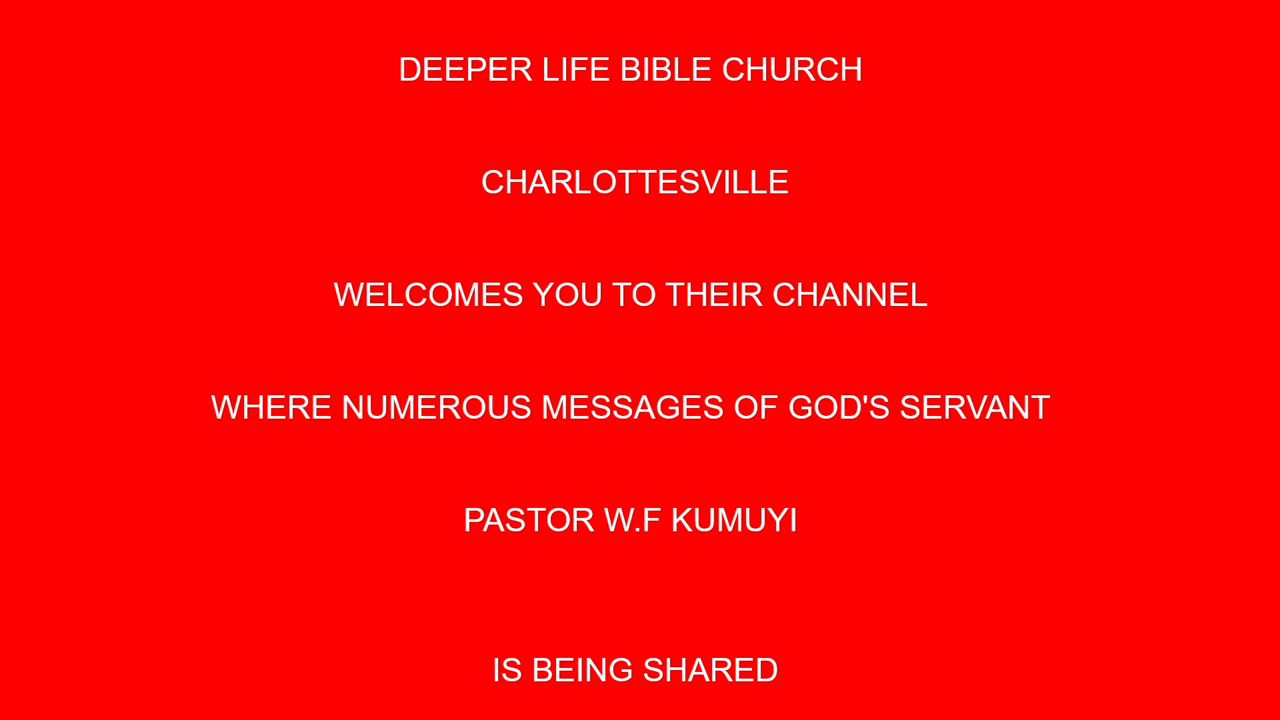 DEEPER LIFE BIBLE CHURCH
CHARLOTTESVILLE
WELCOMES YOU TO THEIR CHANNEL
WHERE NUMEROUS MESSAGES OF GOD'S SERVANT
PASTOR W.F KUMUYI
IS BEING SHARED